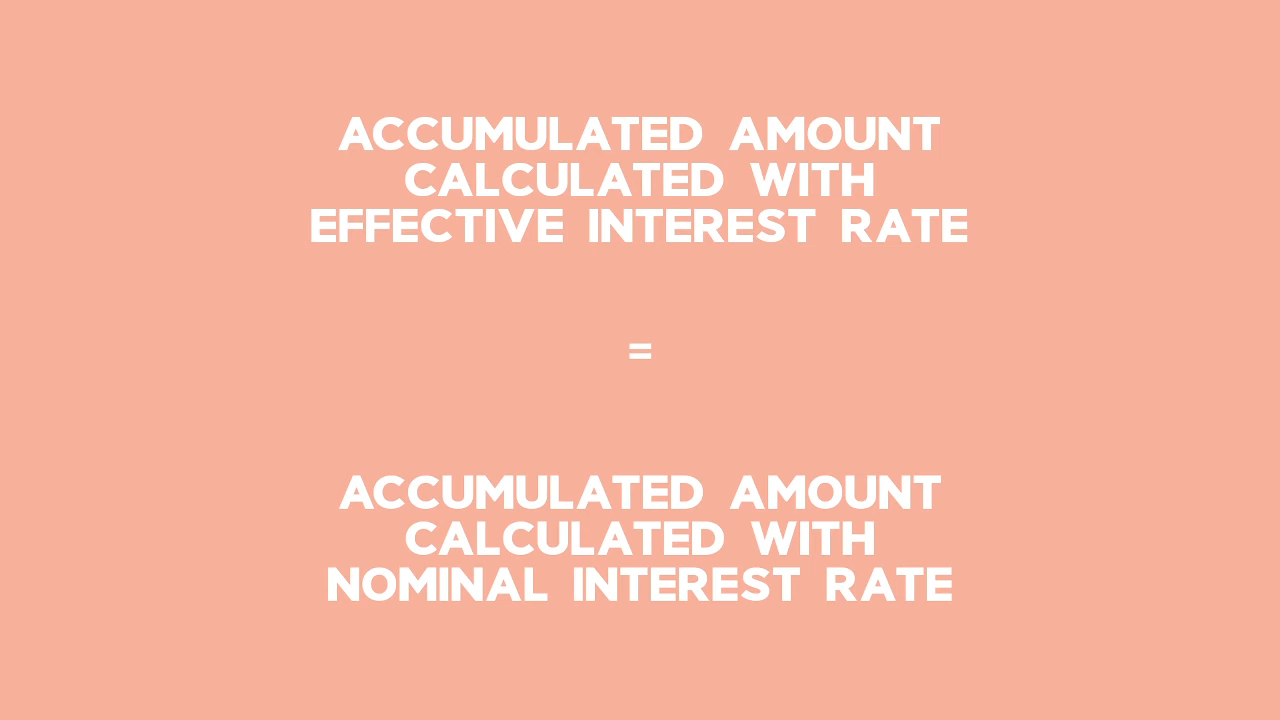 ACCUMULATED AMOUNT
CALCULATED WITH
EFFECTIVE INTEREST RATE
=
ACCUMULATED AMOUNT
CALCULATED WITH
NOMINAL INTEREST RATE